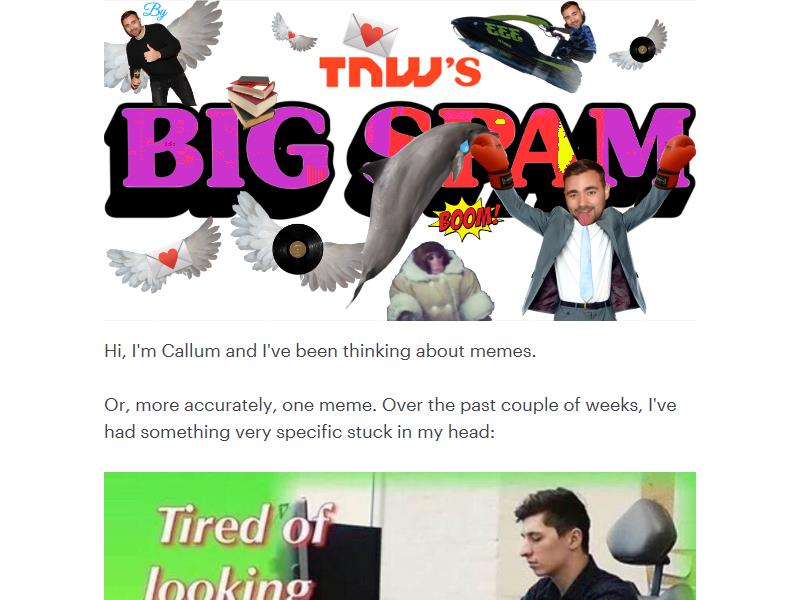 By
TNW's
BIG SPAM
BOOM!
Hi, I'm Callum and I've been thinking about memes.
Or, more accurately, one meme. Over the past couple of weeks, I've
had something very specific stuck in my head:
Tired of
looking